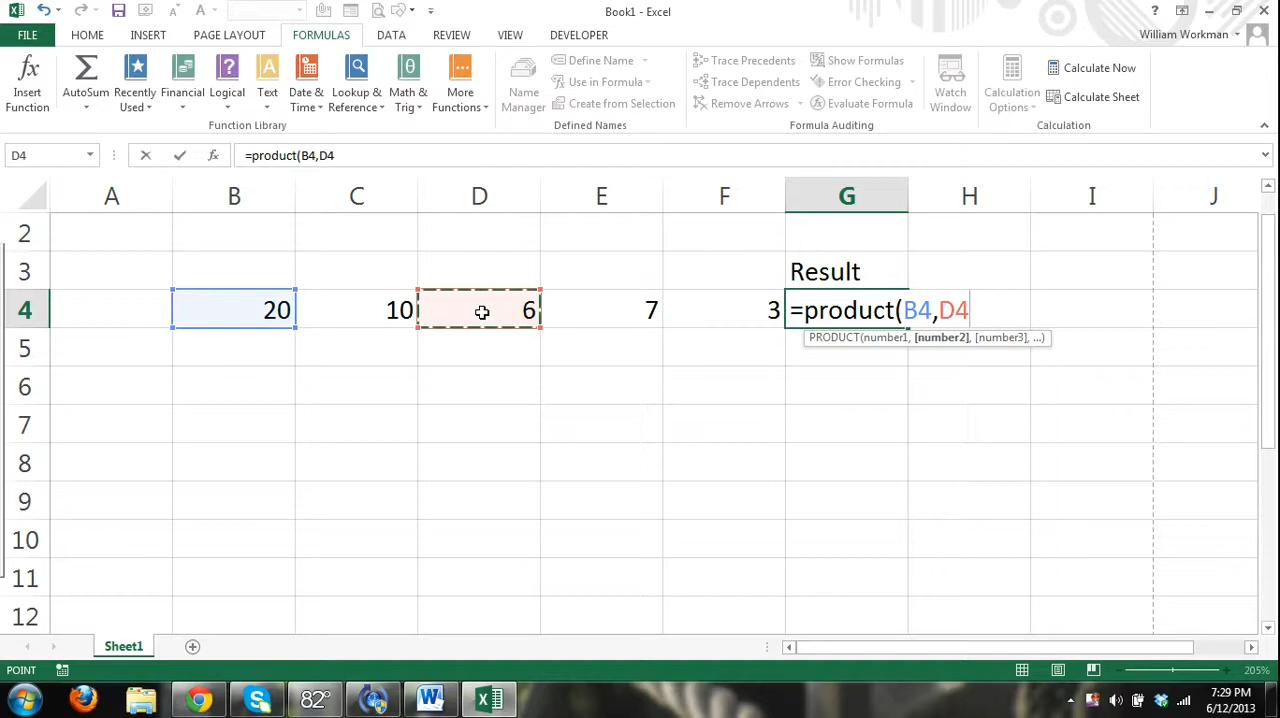 Book1 - Excel
?
FILE HOME INSERT PAGE LAYOUT FORMULAS DATA REVIEW VIEW DEVELOPER William Workman
fx Σ ? A θ
Insert Function
AutoSum
Recently Used
Financial
Logical
Text
Date & Time
Lookup & Reference
Math & Trig
More Functions
Function Library
Name Manager
Define Name
Use in Formula
Create from Selection
Defined Names
Trace Precedents
Trace Dependents
Remove Arrows
Show Formulas
Error Checking
Evaluate Formula
Formula Auditing
Watch Window
Calculation Options
Calculate Now
Calculate Sheet
Calculation
D4 fx =product(B4,D4
A B C D E F G H I J
2
3 Result
4 20 10 6 7 3 =product(B4,D4
PRODUCT(number1, [number2], [number3], ...)
5
6
7
8
9
10
11
12
Sheet1
POINT 205%
82° 7:29 PM
6/12/2013